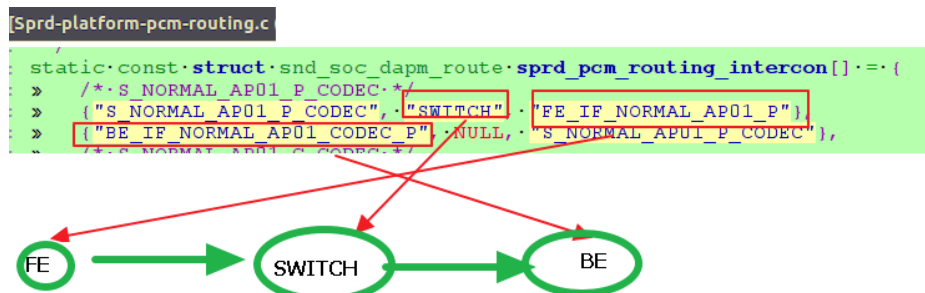 [Sprd-platform-pcm-routing.c
static·const·struct·snd_soc_dapm_route·sprd_pcm_routing_intercon[]·=·{
»   /*·S_NORMAL_AP01_P_CODEC·*/
»   {"S_NORMAL_AP01_P_CODEC",·"SWITCH",·"FE_IF_NORMAL_AP01_P"},
»   {"BE_IF_NORMAL_AP01_CODEC_P",·NULL,·"S_NORMAL_AP01_P_CODEC"},
/*·S_NORMAL_AP01_C_CODEC·*/
FE SWITCH BE